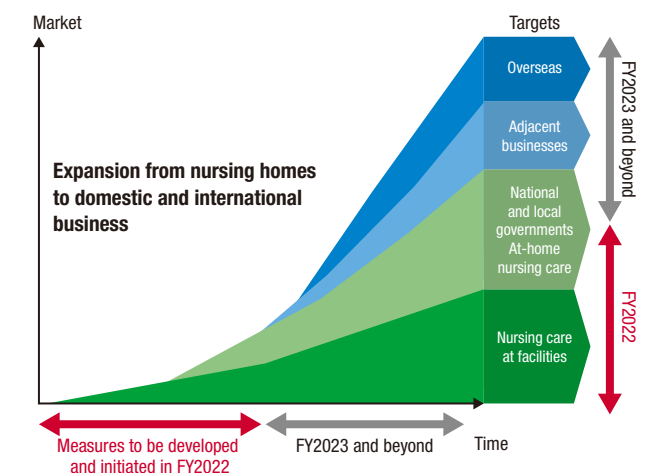 Market
Targets
Overseas
Adjacent
businesses
FY2023 and beyond
Expansion from nursing homes
to domestic and international
business
National
and local
governments
At-home
nursing care
FY2022
Nursing care
at facilities
Measures to be developed
and initiated in FY2022
FY2023 and beyond
Time